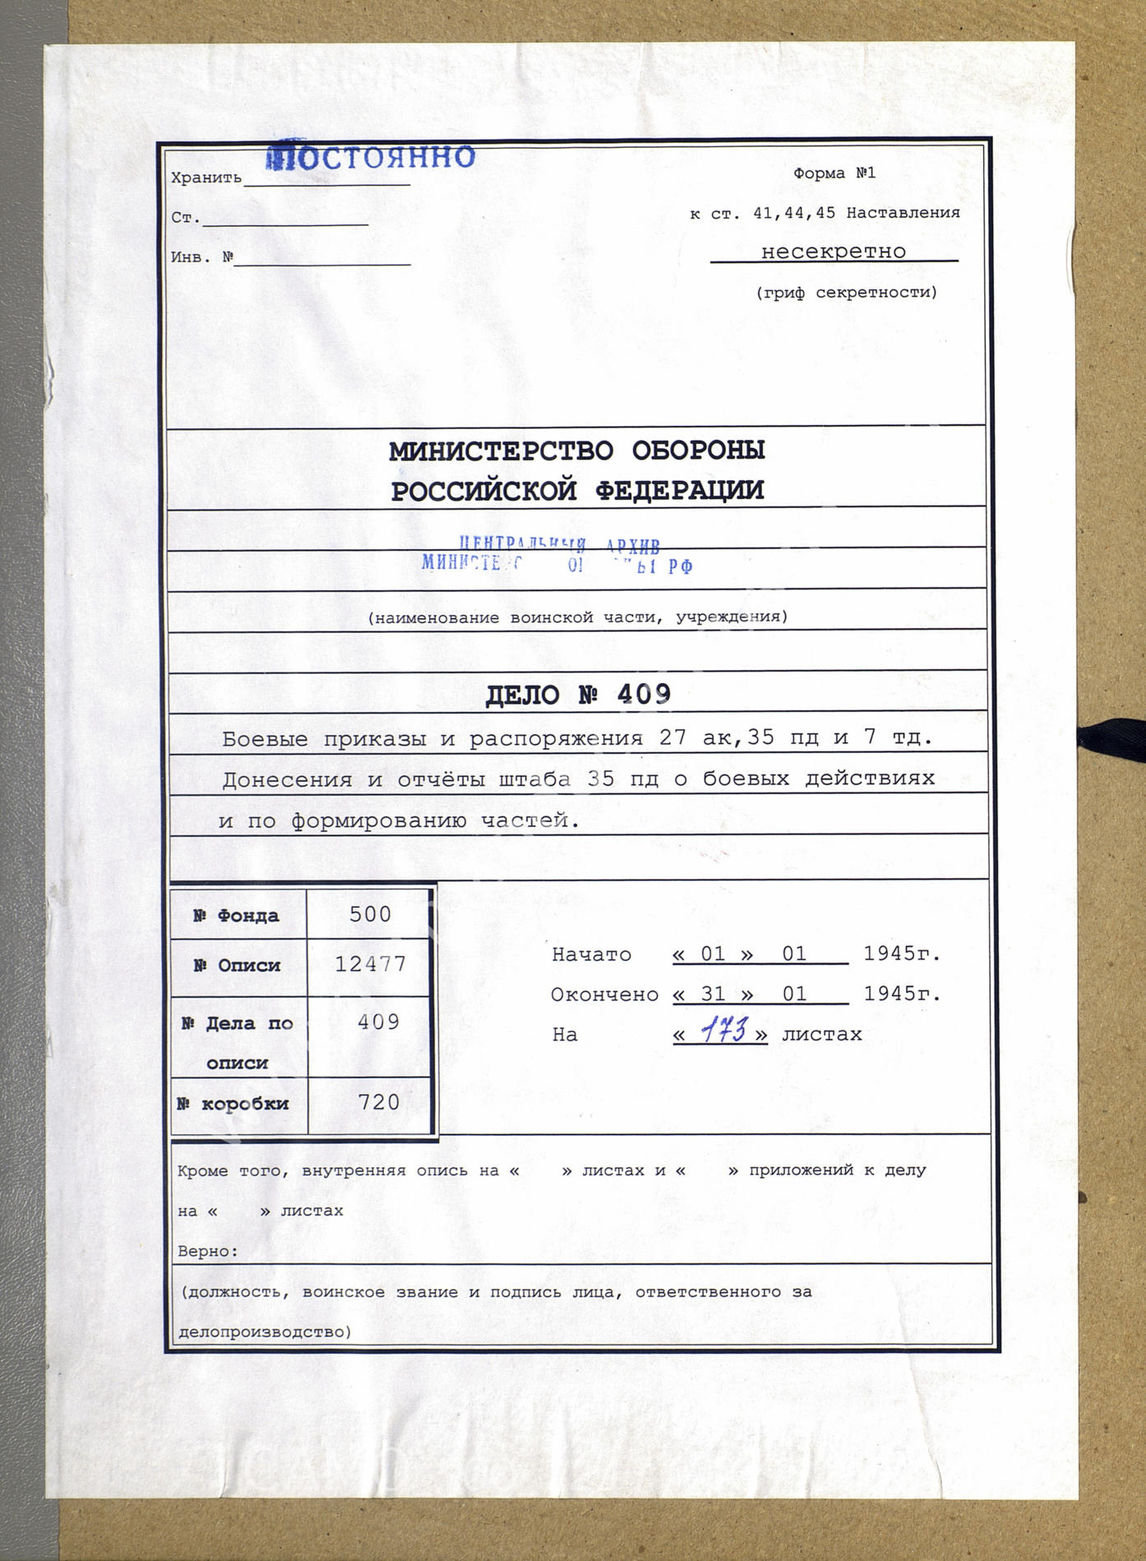 Хранить ПОСТОЯННО
Форма №1
Ст.
к ст. 41,44,45 Наставления
Инв. №
несекретно
(гриф секретности)
МИНИСТЕРСТВО ОБОРОНЫ
РОССИЙСКОЙ ФЕДЕРАЦИИ
ЦЕНТРАЛЬНЫЙ АРХИВ
РФ
(наименование воинской части, учреждения)
ДЕЛО № 409
Боевые приказы и распоряжения 27 ак,35 пд и 7 тд.
Донесения и отчёты штаба 35 пд о боевых действиях
и по формированию частей.
№ Фонда 500
№ Описи 12477
№ Дела по описи 409
№ коробки 720
Начато « 01 » 01 1945г.
Окончено « 31 » 01 1945г.
На « 173 » листах
Кроме того, внутренняя опись на « » листах и « » приложений к делу
на « » листах
Верно:
(должность, воинское звание и подпись лица, ответственного за
делопроизводство)